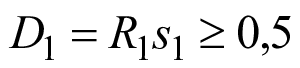 D₁ = R₁s₁ ≥ 0,5